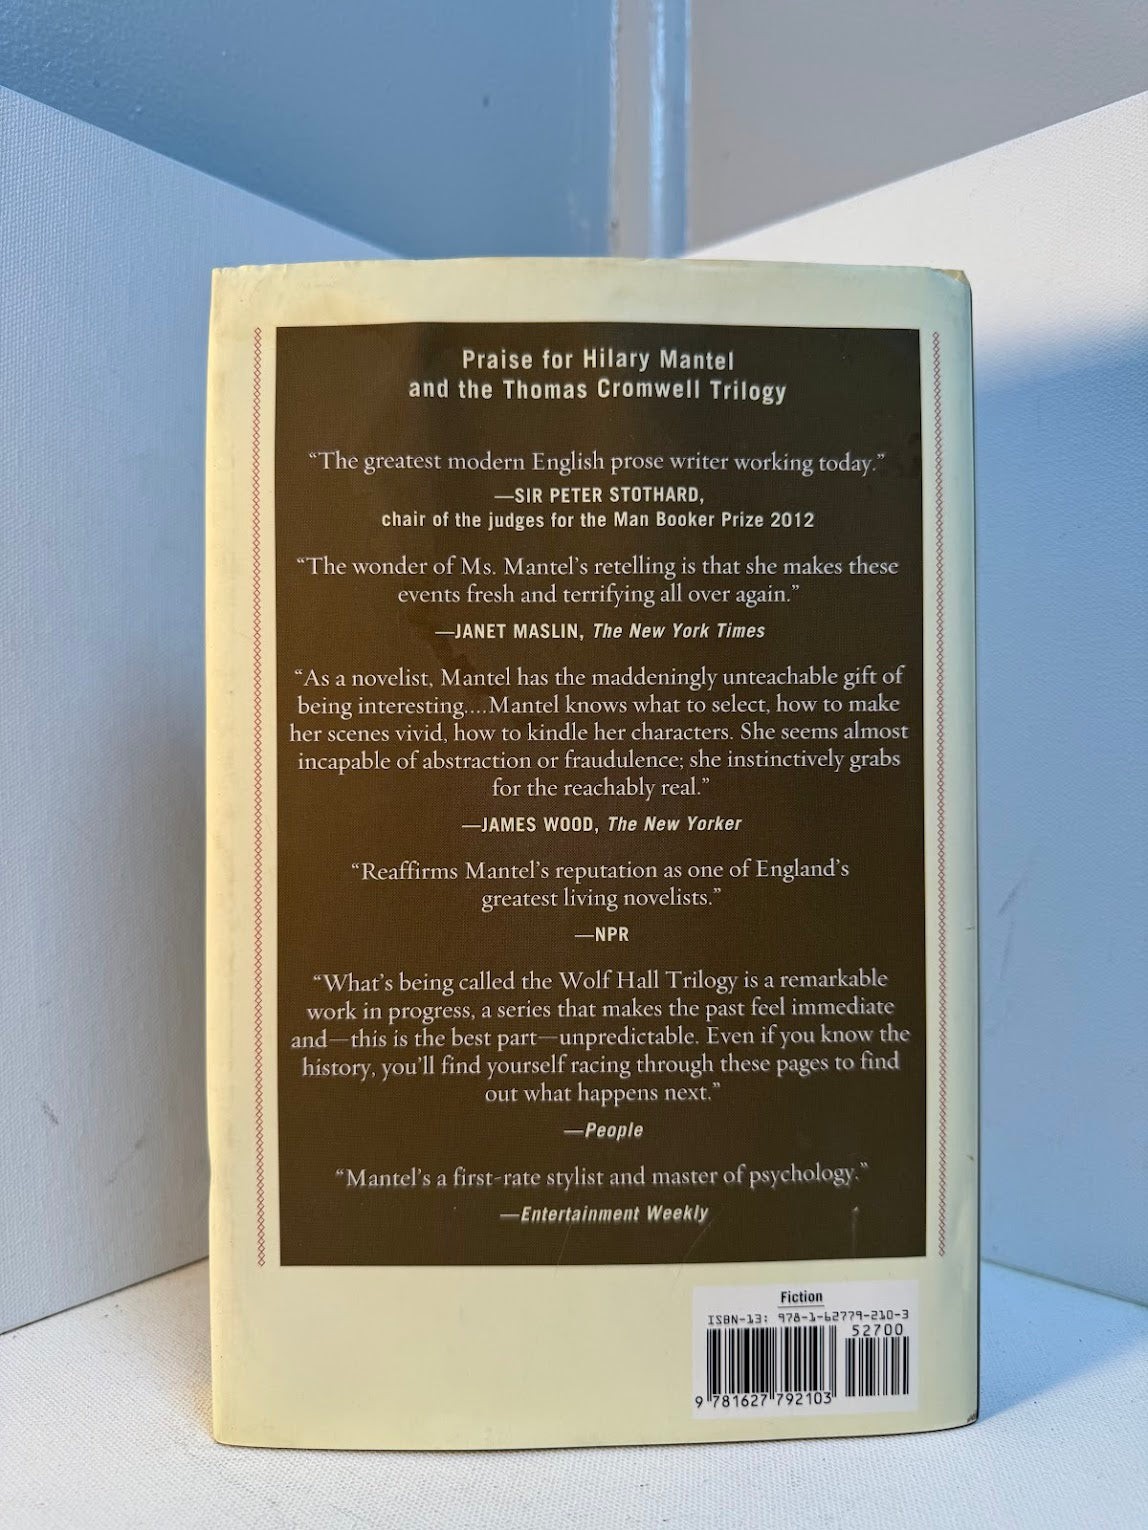 Praise for Hilary Mantel
and the Thomas Cromwell Trilogy
“The greatest modern English prose writer working today.”
—SIR PETER STOTHARD,
chair of the judges for the Man Booker Prize 2012
“The wonder of Ms. Mantel’s retelling is that she makes these
events fresh and terrifying all over again.”
—JANET MASLIN, The New York Times
“As a novelist, Mantel has the maddeningly unteachable gift of
being interesting....Mantel knows what to select, how to make
her scenes vivid, how to kindle her characters. She seems almost
incapable of abstraction or fraudulence; she instinctively grabs
for the reachably real.”
—JAMES WOOD, The New Yorker
“Reaffirms Mantel’s reputation as one of England’s
greatest living novelists.”
—NPR
“What’s being called the Wolf Hall Trilogy is a remarkable
work in progress, a series that makes the past feel immediate
and—this is the best part—unpredictable. Even if you know the
history, you’ll find yourself racing through these pages to find
out what happens next.”
—People
“Mantel’s a first-rate stylist and master of psychology.”
—Entertainment Weekly
Fiction
ISBN-13: 978-1-62779-210-3
52700
9 781627 792103